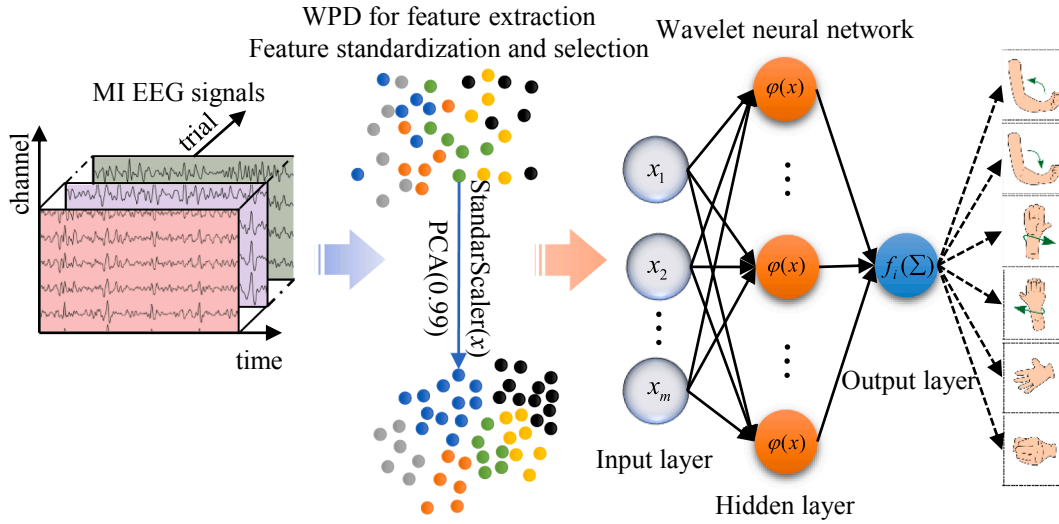 MI EEG signals
channel
trial
time
WPD for feature extraction
Feature standardization and selection
StandarScaler(x)
PCA(0.99)
Wavelet neural network
x1
x2
xm
Input layer
φ(x)
φ(x)
φ(x)
Hidden layer
fi(Σ)
Output layer